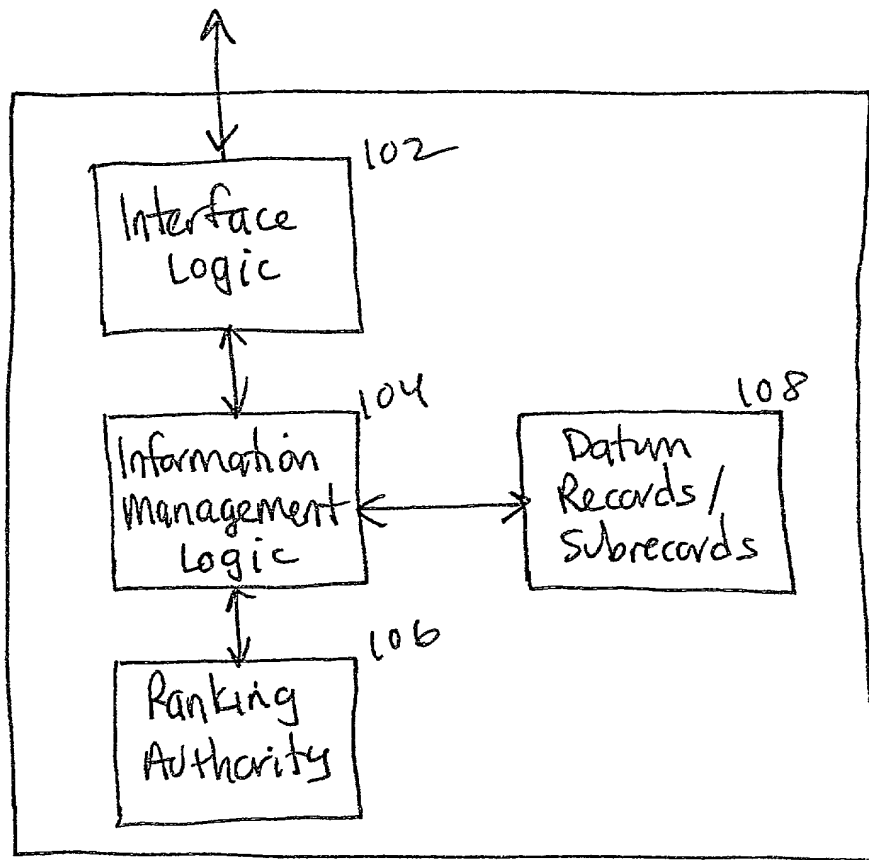 102
Interface
Logic
104
Information
Management
Logic
108
Datum
Records/
Subrecords
106
Ranking
Authority